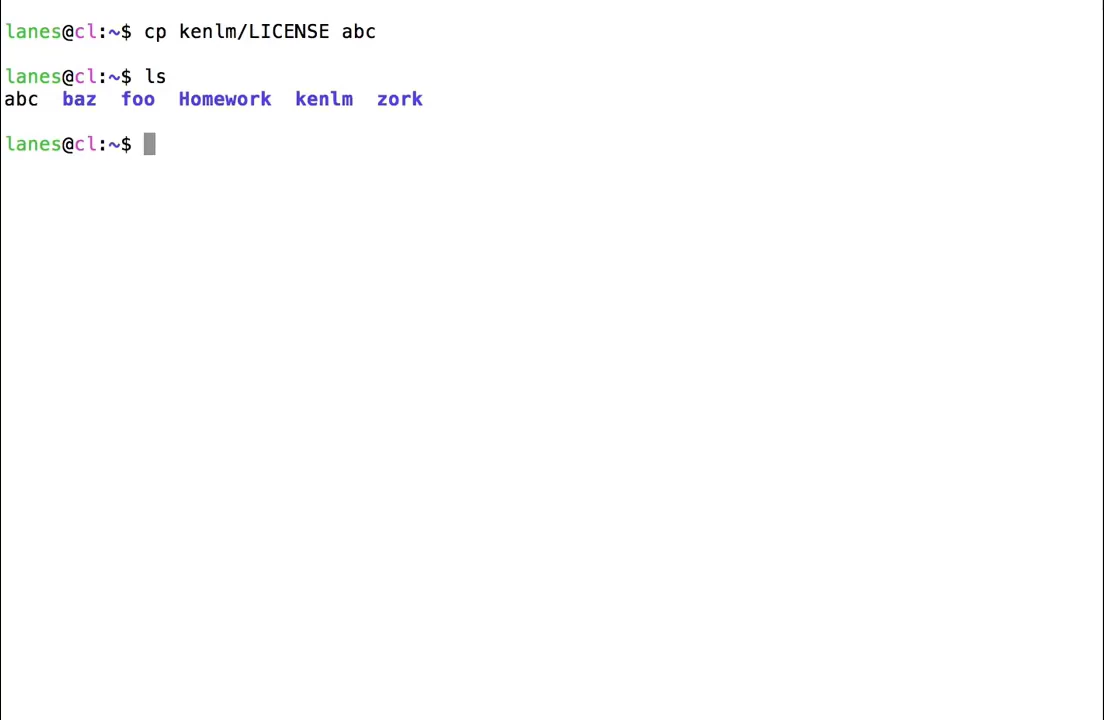 lanes@cl:~$ cp kenlm/LICENSE abc
lanes@cl:~$ ls
abc  baz  foo  Homework  kenlm  zork
lanes@cl:~$